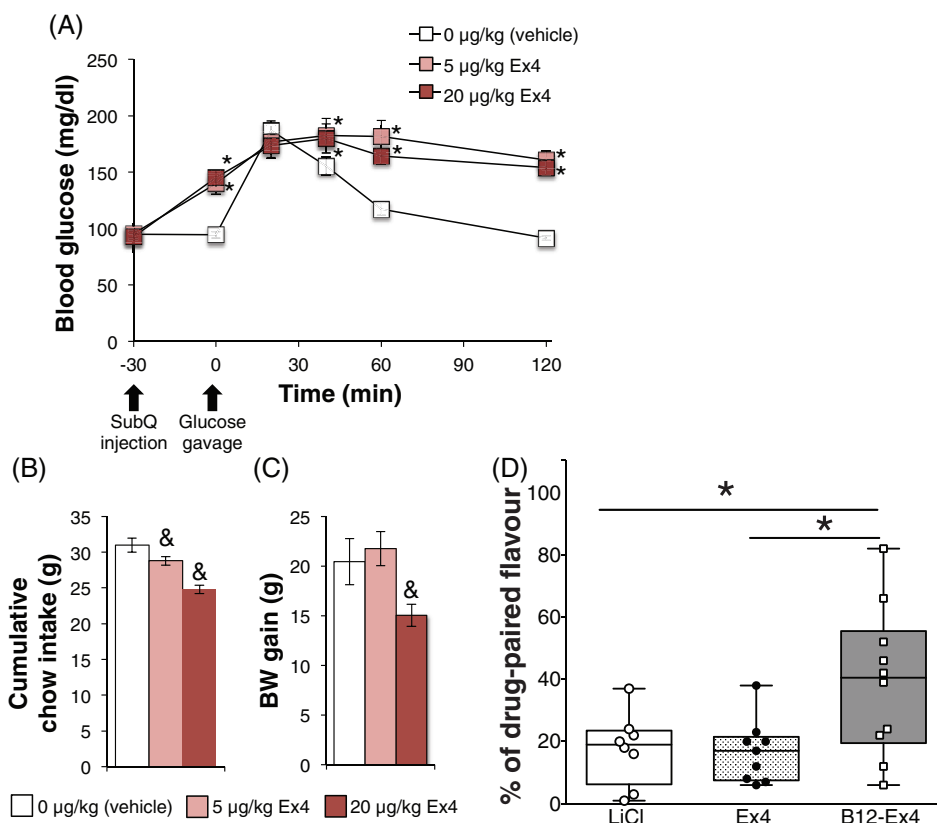 (A)
0 µg/kg (vehicle)
5 µg/kg Ex4
20 µg/kg Ex4
Blood glucose (mg/dl)
250
200
150
100
50
0
* * * * * * * *
-30 0 30 60 90 120
Time (min)
SubQ injection
Glucose gavage
(B)
Cumulative chow intake (g)
35
30
25
20
15
10
5
0
& &
(C)
BW gain (g)
25
20
15
10
5
0
&
0 µg/kg (vehicle) 5 µg/kg Ex4 20 µg/kg Ex4
(D)
% of drug-paired flavour
100
80
60
40
20
0
*
*
LiCl Ex4 B12-Ex4